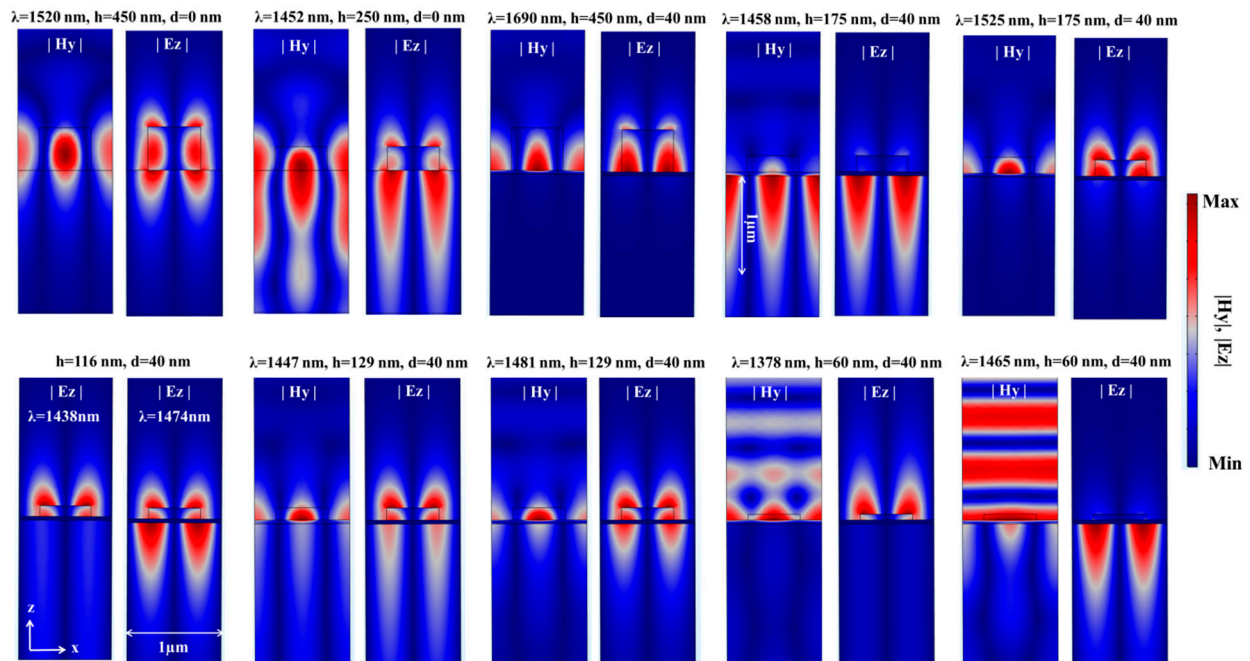 λ=1520 nm, h=450 nm, d=0 nm
λ=1452 nm, h=250 nm, d=0 nm
λ=1690 nm, h=450 nm, d=40 nm
λ=1458 nm, h=175 nm, d=40 nm
λ=1525 nm, h=175 nm, d= 40 nm
| Hy |
| Ez |
| Hy |
| Ez |
| Hy |
| Ez |
| Hy |
| Ez |
| Hy |
| Ez |
1μm
Max
|Hy|, |Ez|
Min
h=116 nm, d=40 nm
λ=1447 nm, h=129 nm, d=40 nm
λ=1481 nm, h=129 nm, d=40 nm
λ=1378 nm, h=60 nm, d=40 nm
λ=1465 nm, h=60 nm, d=40 nm
| Ez |
| Ez |
| Hy |
| Ez |
| Hy |
| Ez |
| Hy |
| Ez |
| Hy |
| Ez |
λ=1438nm
λ=1474nm
z
x
1μm